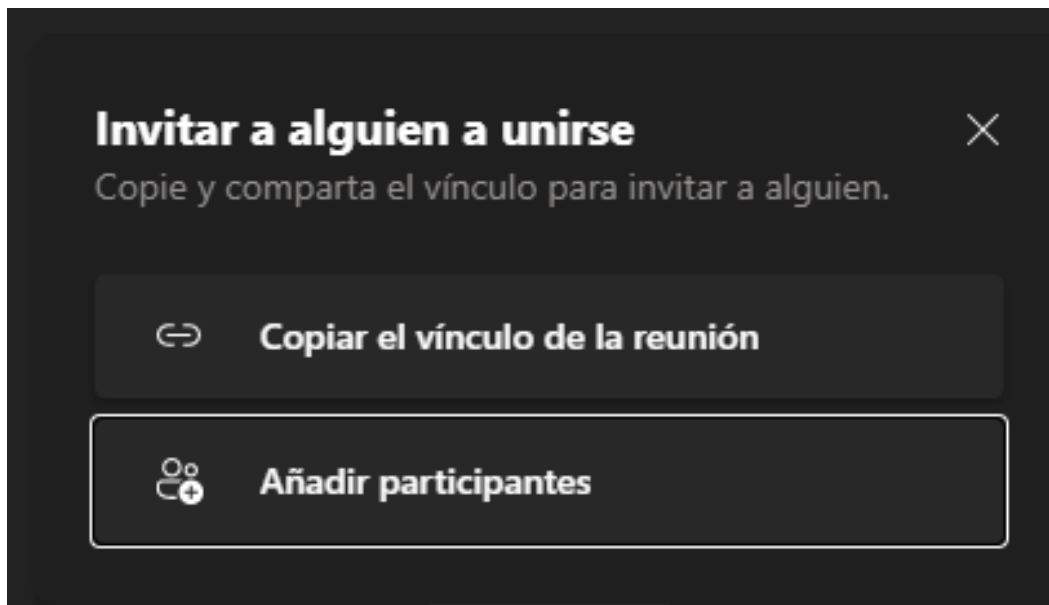 Invitar a alguien a unirse
Copie y comparta el vínculo para invitar a alguien.
Copiar el vínculo de la reunión
Añadir participantes